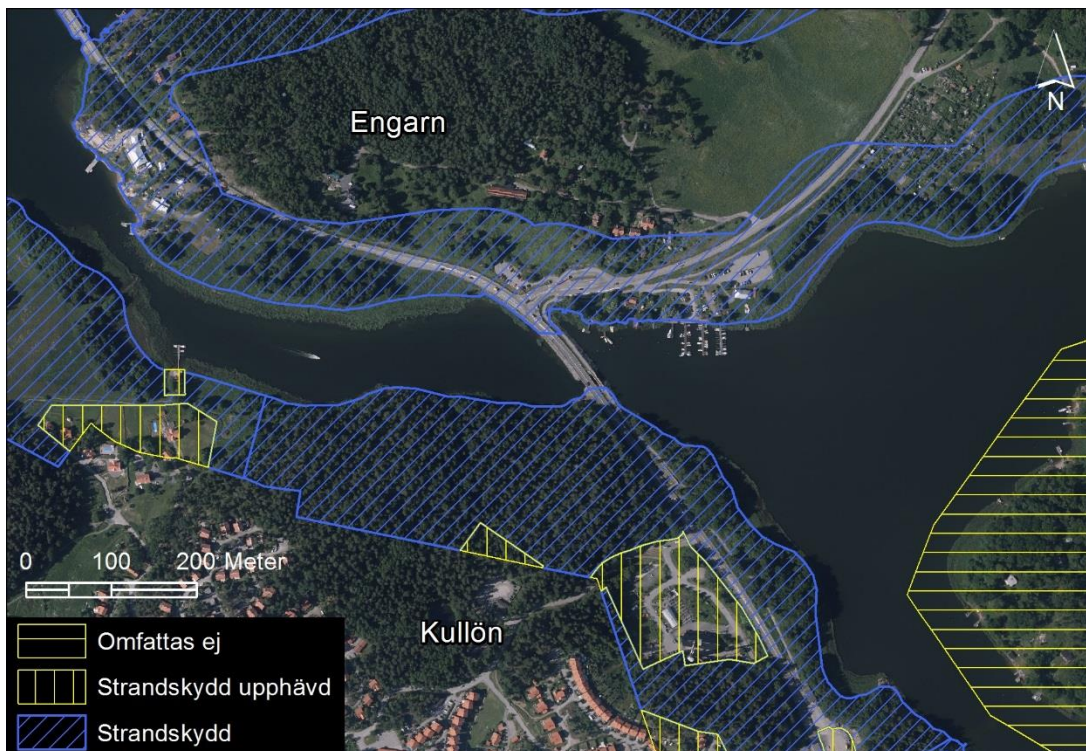 Engarn
N
0 100 200 Meter
Kullön
Omfattas ej
Strandskydd upphävd
Strandskydd